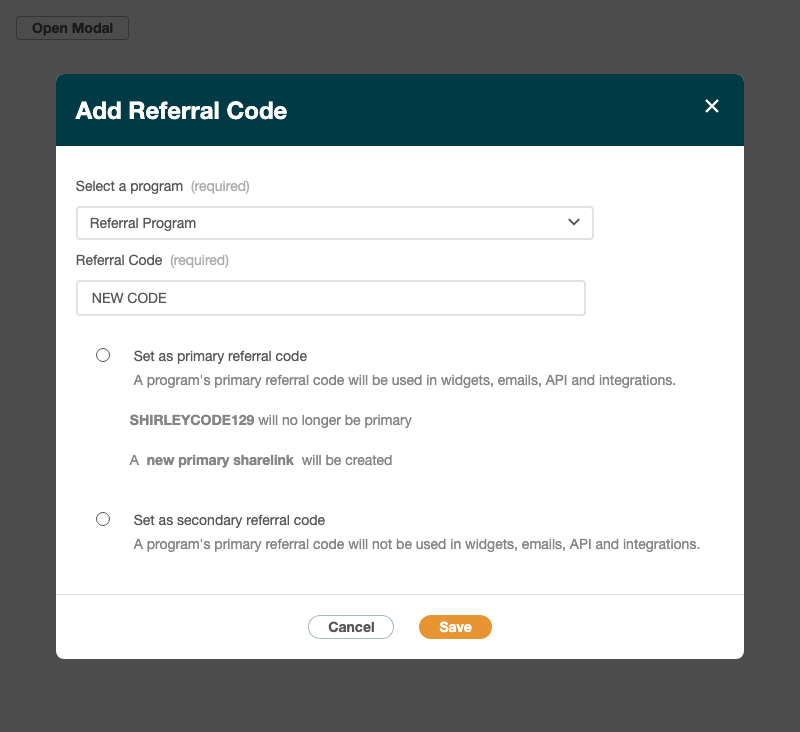 Open Modal
Add Referral Code
Select a program (required)
Referral Program
Referral Code (required)
NEW CODE
Set as primary referral code
A program's primary referral code will be used in widgets, emails, API and integrations.
SHIRLEYCODE129 will no longer be primary
A new primary sharelink will be created
Set as secondary referral code
A program's primary referral code will not be used in widgets, emails, API and integrations.
Cancel Save